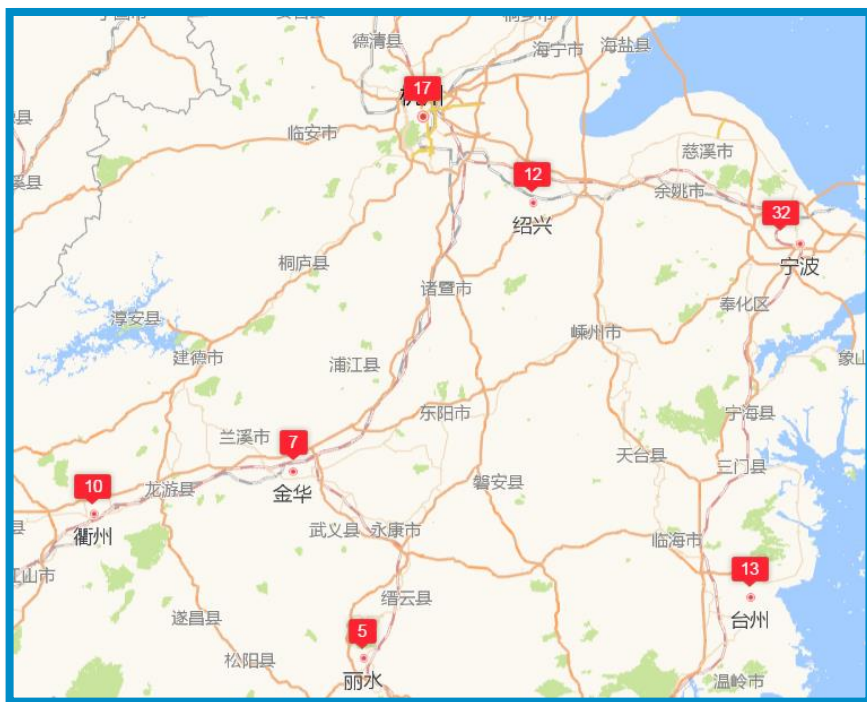 德清县
海宁市
海盐县
17
杭州
临安市
慈溪市
12
余姚市
绍兴
32
宁波
桐庐县
诸暨市
奉化区
淳安县
嵊州市
建德市
浦江县
象山
东阳市
宁海县
兰溪市
7
天台县
三门县
金华
10
龙游县
磐安县
衢州
武义县
永康市
临海市
江山市
13
缙云县
台州
遂昌县
5
松阳县
丽水
温岭市